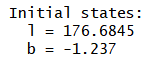 Initial states:
l = 176.6845
b = -1.237